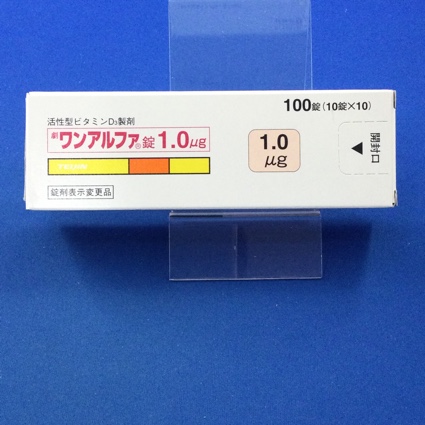 100錠(10錠×10)
活性型ビタミンD₃製剤
劇 ワンアルファ®錠1.0μg
1.0
μg
開封口
錠剤表示変更品